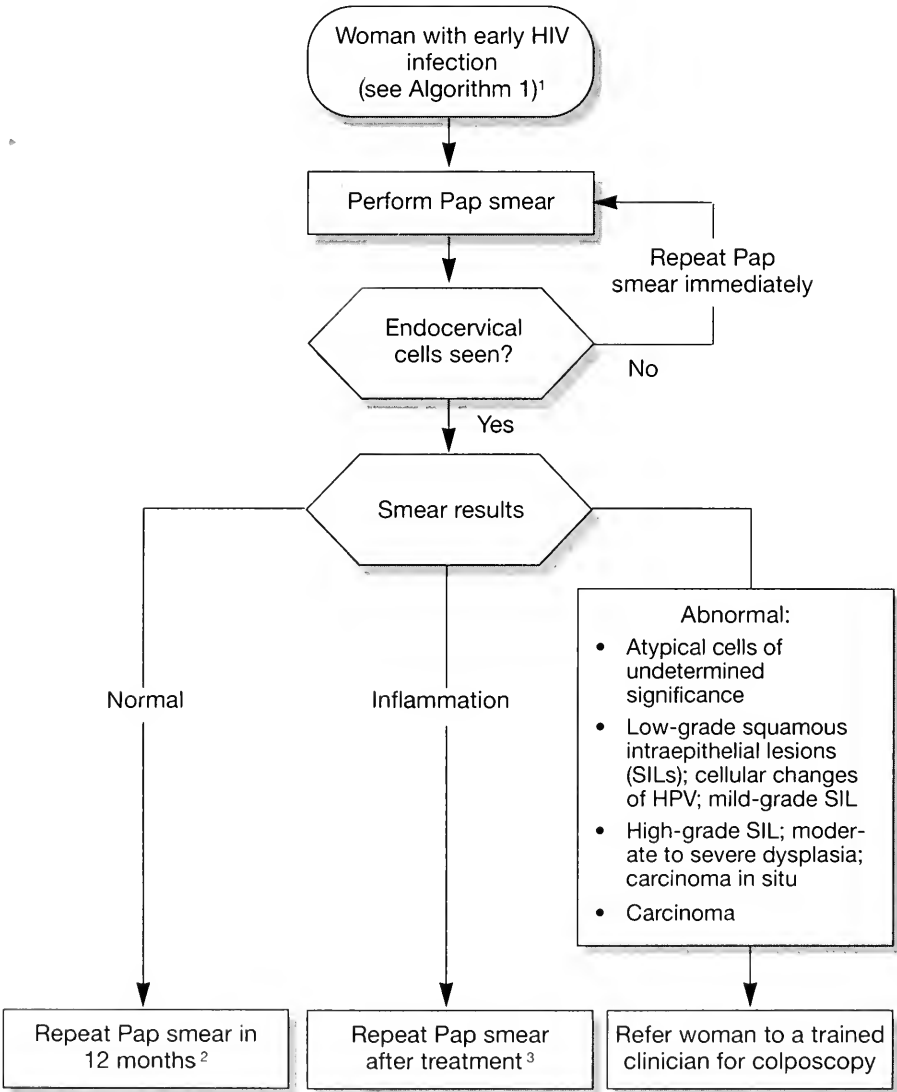 Woman with early HIV
infection
(see Algorithm 1)¹
Perform Pap smear
Repeat Pap
smear immediately
Endocervical
cells seen?
No
Yes
Smear results
Normal
Inflammation
Abnormal:
• Atypical cells of
undetermined
significance
• Low-grade squamous
intraepithelial lesions
(SILs); cellular changes
of HPV; mild-grade SIL
• High-grade SIL; moder-
ate to severe dysplasia;
carcinoma in situ
• Carcinoma
Repeat Pap smear in
12 months ²
Repeat Pap smear
after treatment ³
Refer woman to a trained
clinician for colposcopy